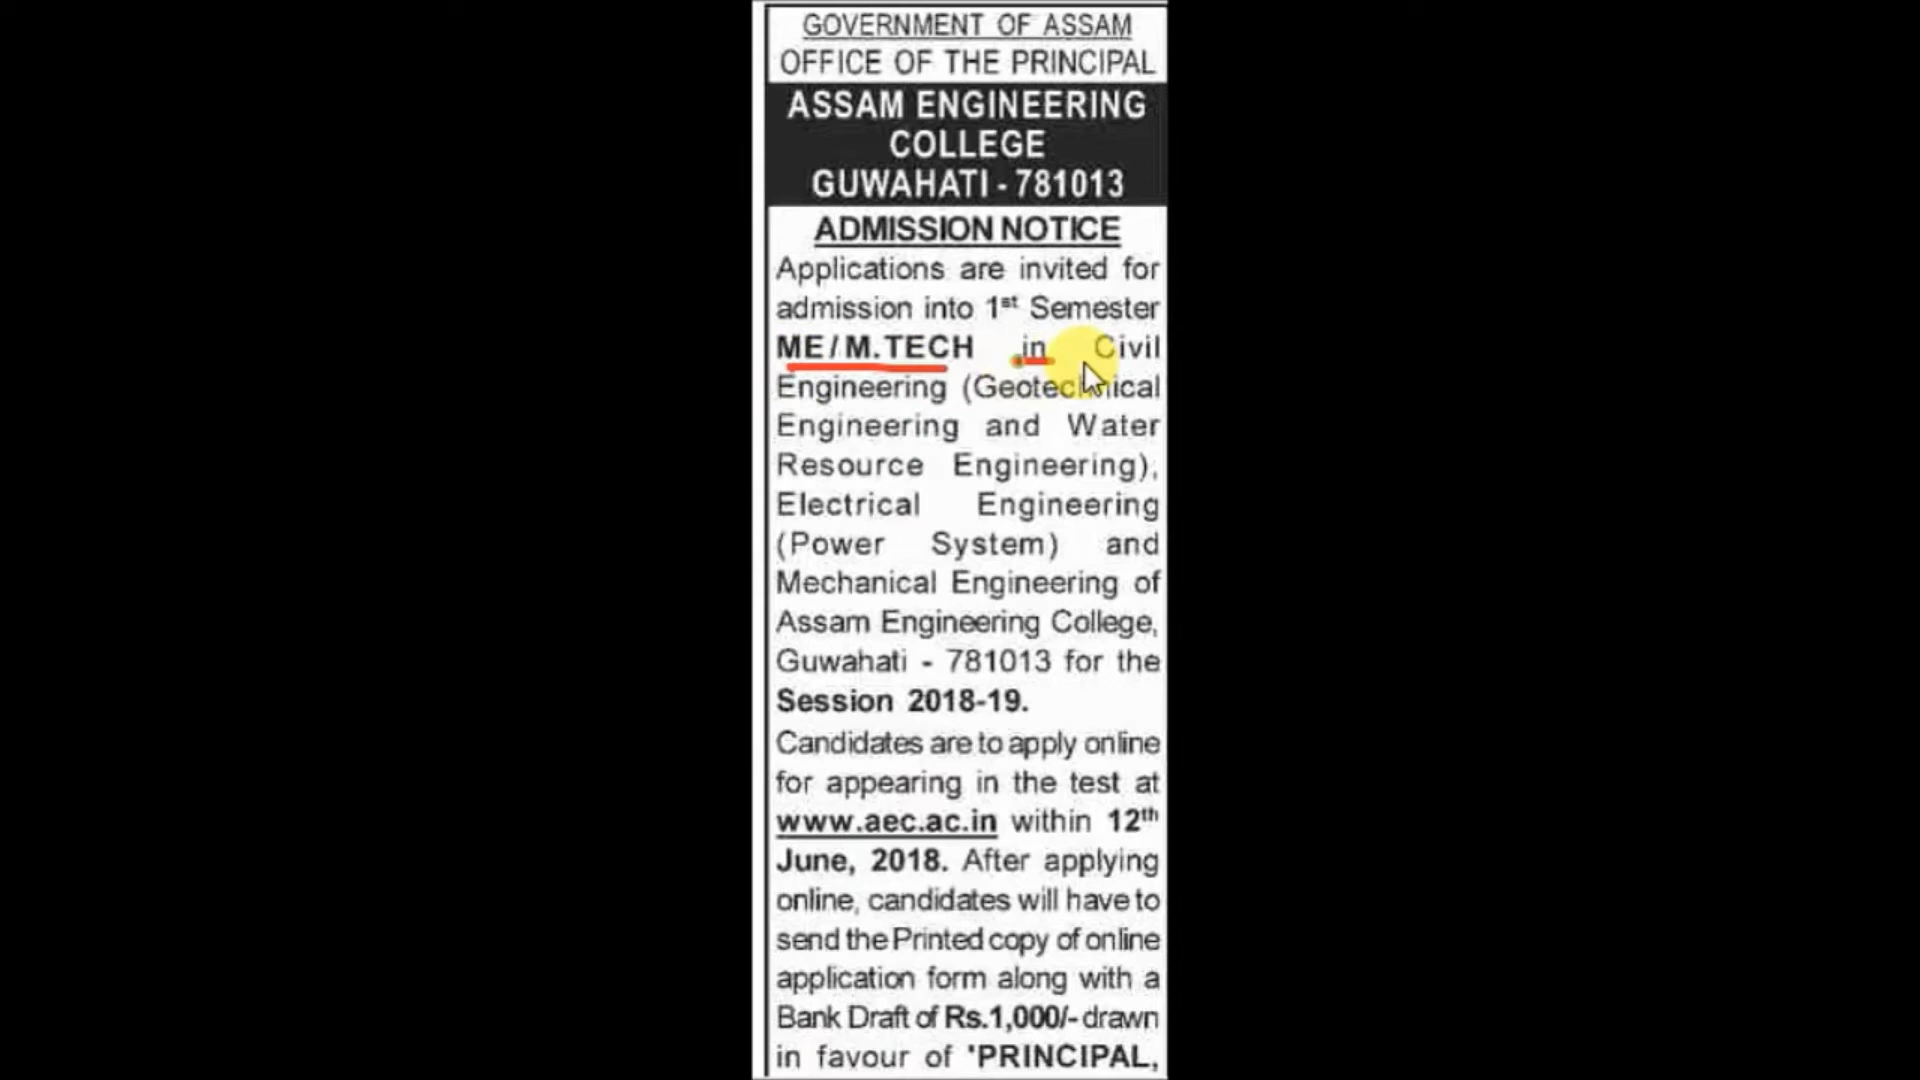 GOVERNMENT OF ASSAM
OFFICE OF THE PRINCIPAL
ASSAM ENGINEERING
COLLEGE
GUWAHATI - 781013
ADMISSION NOTICE
Applications are invited for
admission into 1st Semester
ME/M.TECH in Civil
Engineering (Geotechnical
Engineering and Water
Resource Engineering),
Electrical Engineering
(Power System) and
Mechanical Engineering of
Assam Engineering College,
Guwahati - 781013 for the
Session 2018-19.
Candidates are to apply online
for appearing in the test at
www.aec.ac.in within 12th
June, 2018. After applying
online, candidates will have to
send the Printed copy of online
application form along with a
Bank Draft of Rs.1,000/- drawn
in favour of 'PRINCIPAL,